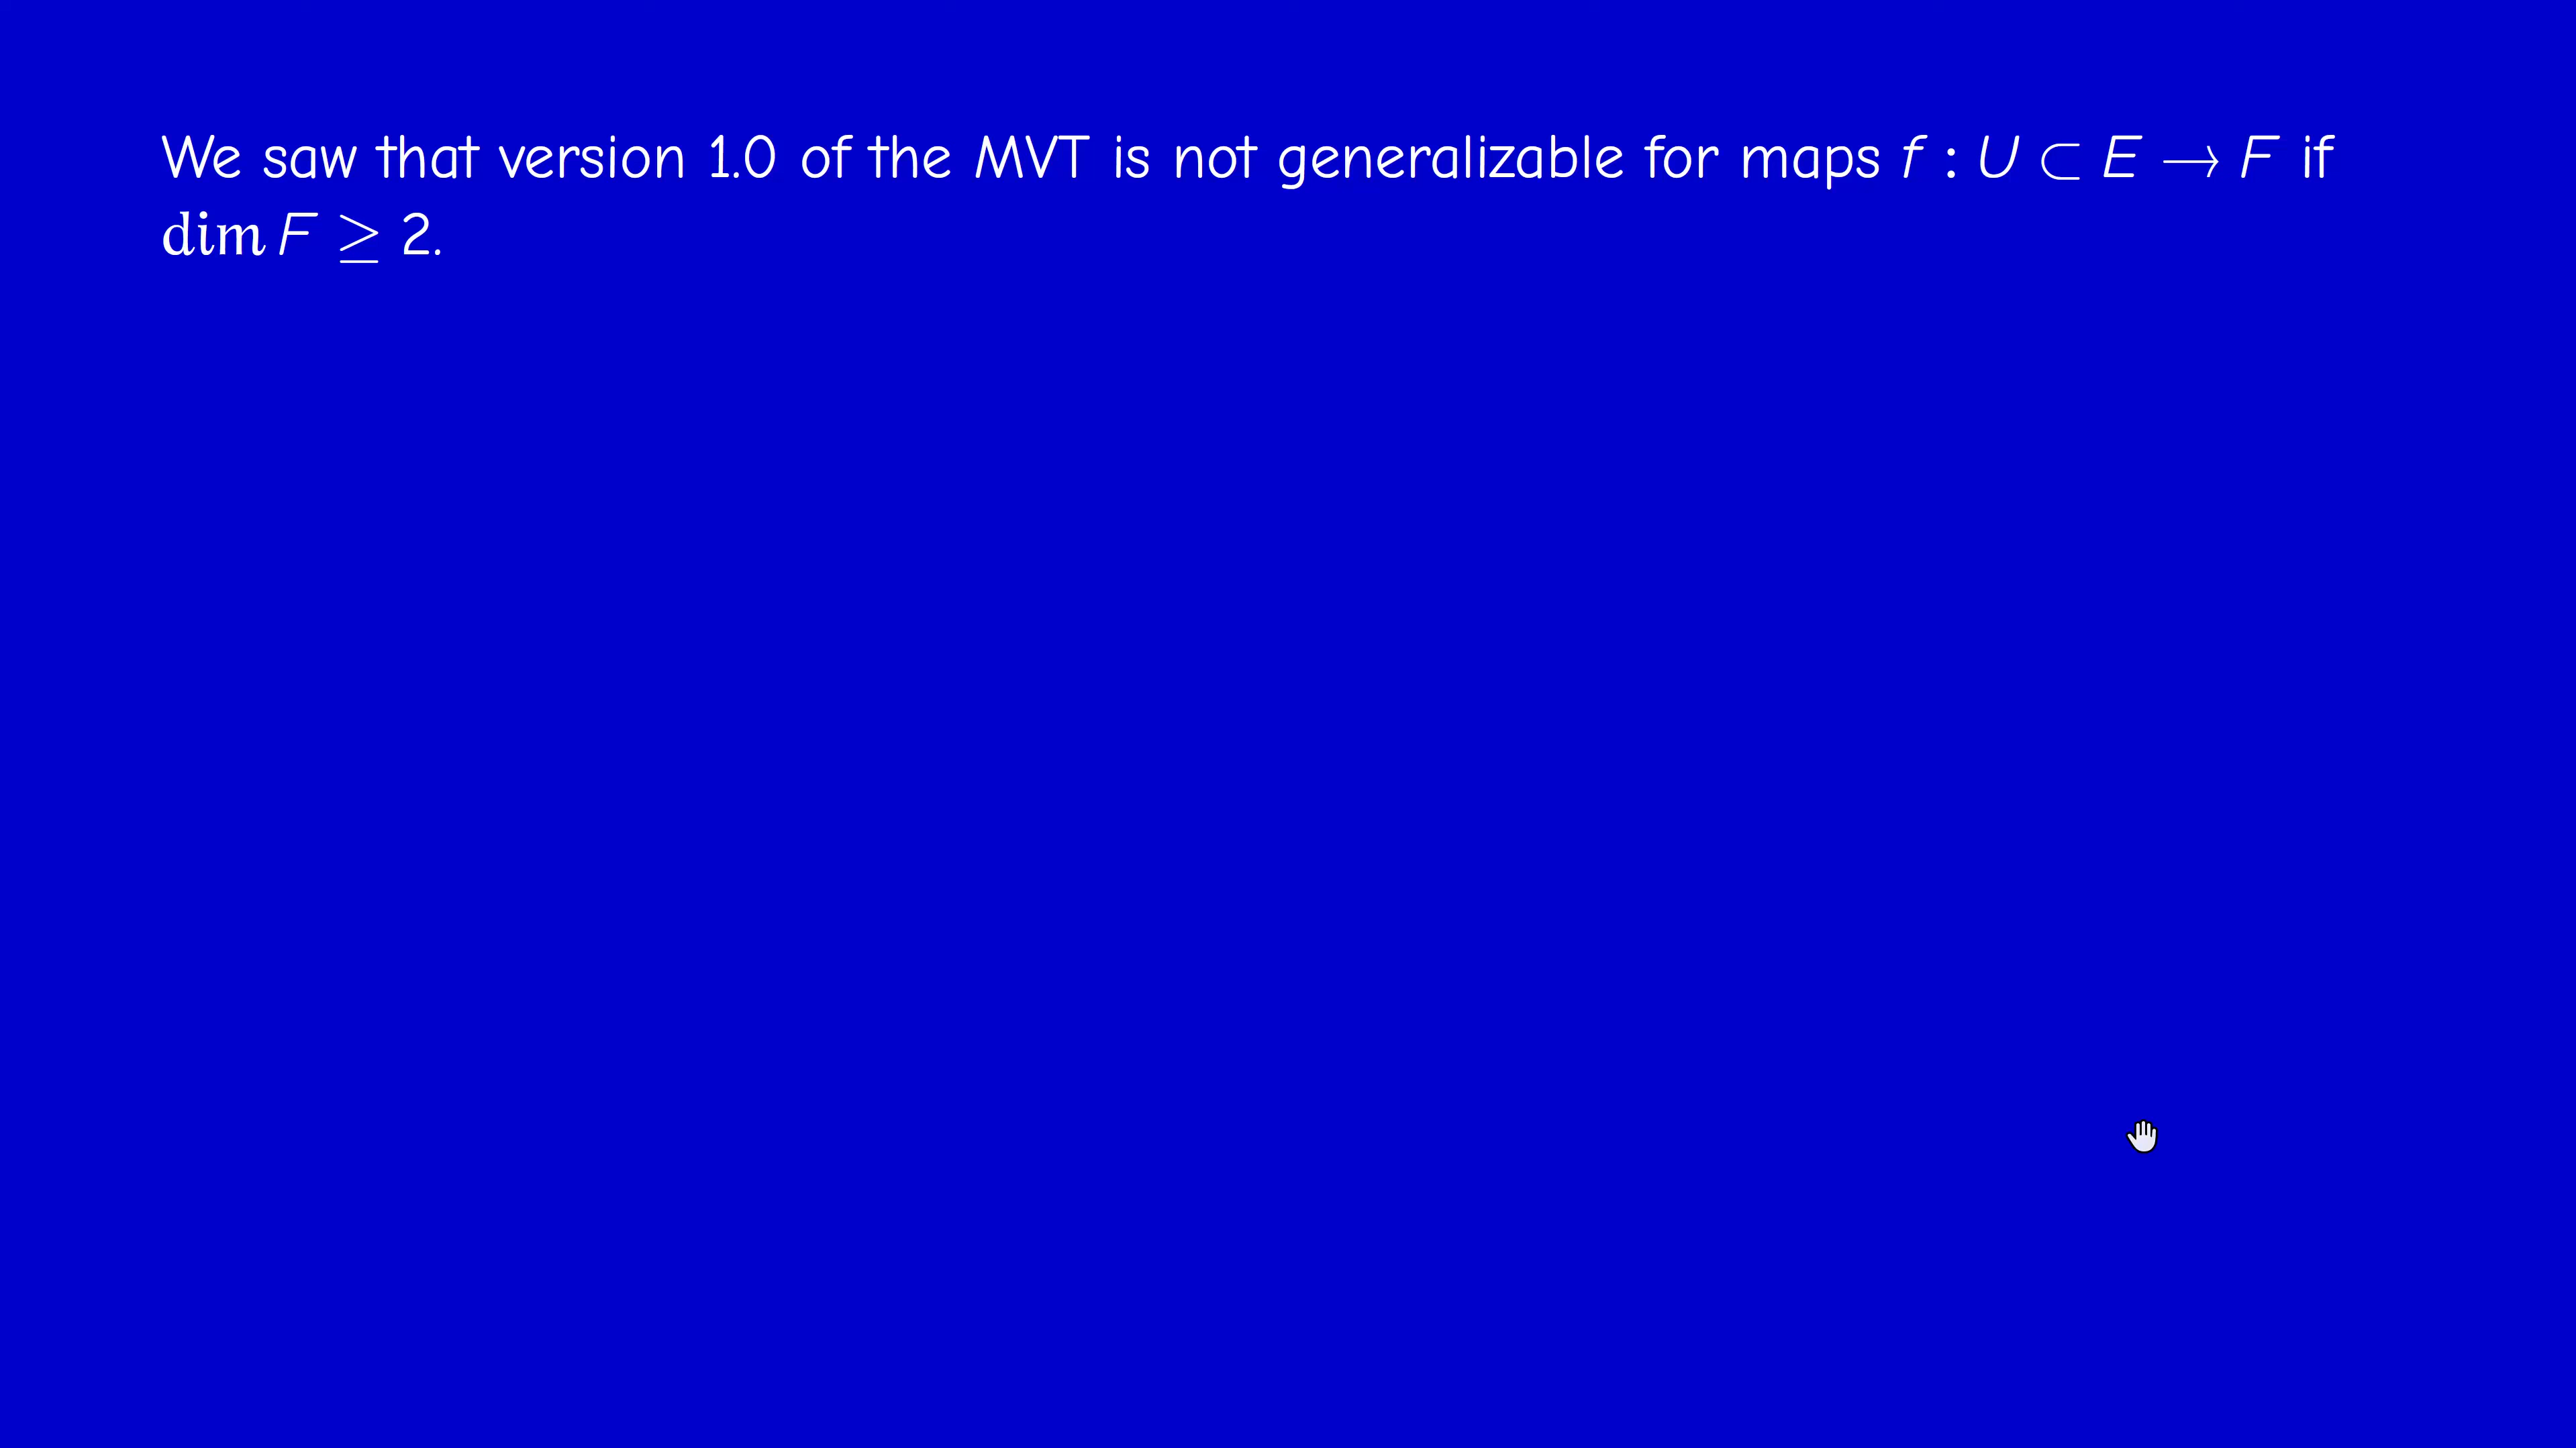 We saw that version 1.0 of the MVT is not generalizable for maps f : U ⊂ E → F if
dim F ≥ 2.